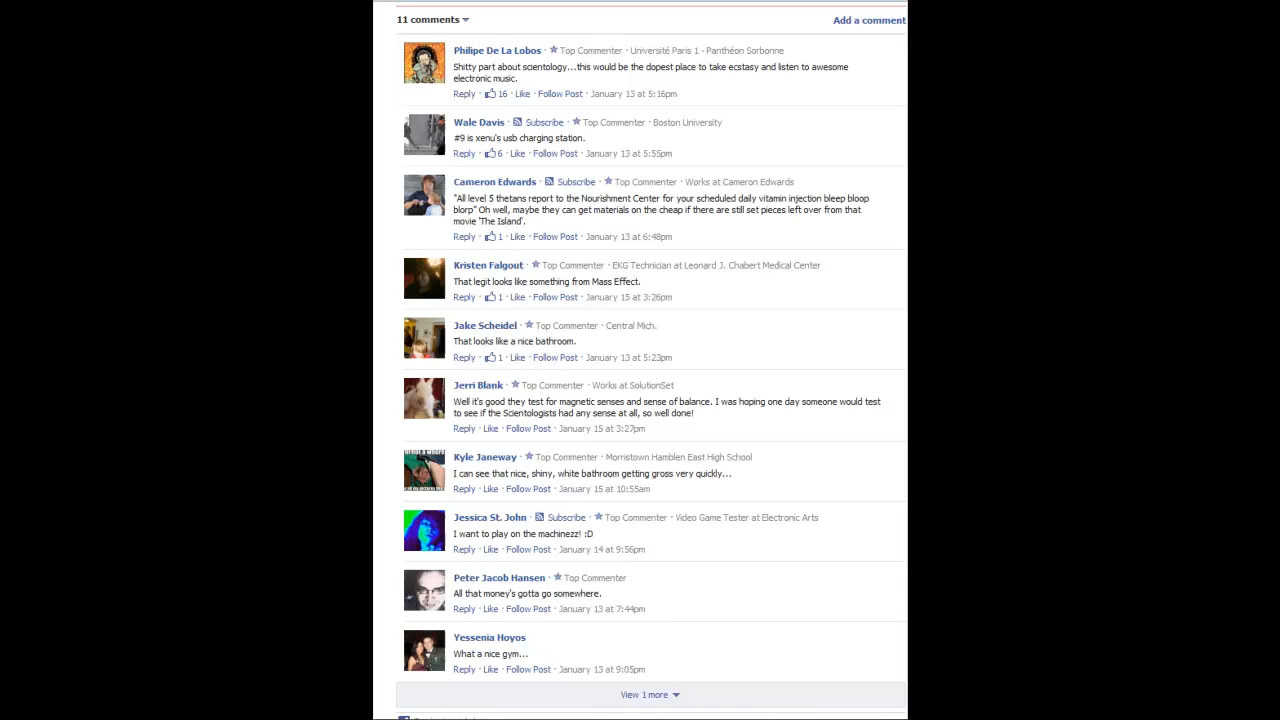 11 comments
Add a comment
Philipe De La Lobos · Top Commenter · Université Paris 1 - Panthéon Sorbonne
Shitty part about scientology...this would be the dopest place to take ecstasy and listen to awesome
electronic music.
Reply · 16 · Like · Follow Post · January 13 at 5:16pm
Wale Davis · Subscribe · Top Commenter · Boston University
#9 is xenu's usb charging station.
Reply · 6 · Like · Follow Post · January 13 at 5:55pm
Cameron Edwards · Subscribe · Top Commenter · Works at Cameron Edwards
"All level 5 thetans report to the Nourishment Center for your scheduled daily vitamin injection bleep bloop
blorp" Oh well, maybe they can get materials on the cheap if there are still set pieces left over from that
movie 'The Island'.
Reply · 1 · Like · Follow Post · January 13 at 6:48pm
Kristen Falgout · Top Commenter · EKG Technician at Leonard J. Chabert Medical Center
That legit looks like something from Mass Effect.
Reply · 1 · Like · Follow Post · January 15 at 3:26pm
Jake Scheidel · Top Commenter · Central Mich.
That looks like a nice bathroom.
Reply · 1 · Like · Follow Post · January 13 at 5:23pm
Jerri Blank · Top Commenter · Works at SolutionSet
Well it's good they test for magnetic senses and sense of balance. I was hoping one day someone would test
to see if the Scientologists had any sense at all, so well done!
Reply · Like · Follow Post · January 15 at 3:27pm
Kyle Janeway · Top Commenter · Morristown Hamblen East High School
I can see that nice, shiny, white bathroom getting gross very quickly...
Reply · Like · Follow Post · January 15 at 10:55am
Jessica St. John · Subscribe · Top Commenter · Video Game Tester at Electronic Arts
I want to play on the machinezz! :D
Reply · Like · Follow Post · January 14 at 9:56pm
Peter Jacob Hansen · Top Commenter
All that money's gotta go somewhere.
Reply · Like · Follow Post · January 13 at 7:44pm
Yessenia Hoyos
What a nice gym...
Reply · Like · Follow Post · January 13 at 9:05pm
View 1 more